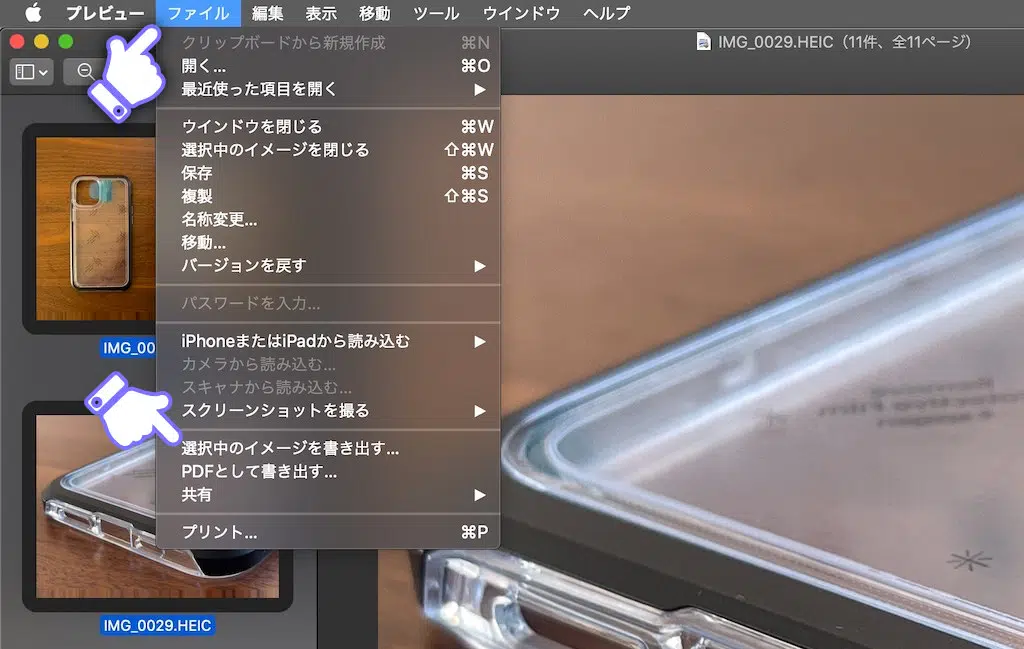 プレビュー ファイル 編集 表示 移動 ツール ウインドウ ヘルプ
IMG_0029.HEIC（11件、全11ページ）
クリップボードから新規作成 ⌘N
開く... ⌘O
最近使った項目を開く ▶
ウインドウを閉じる ⌘W
選択中のイメージを閉じる ⇧⌘W
保存 ⌘S
複製 ⇧⌘S
名称変更...
移動...
バージョンを戻す ▶
パスワードを入力...
iPhoneまたはiPadから読み込む ▶
カメラから読み込む...
スキャナから読み込む...
スクリーンショットを撮る ▶
選択中のイメージを書き出す...
PDFとして書き出す...
共有 ▶
プリント... ⌘P
IMG_00
IMG_0029.HEIC